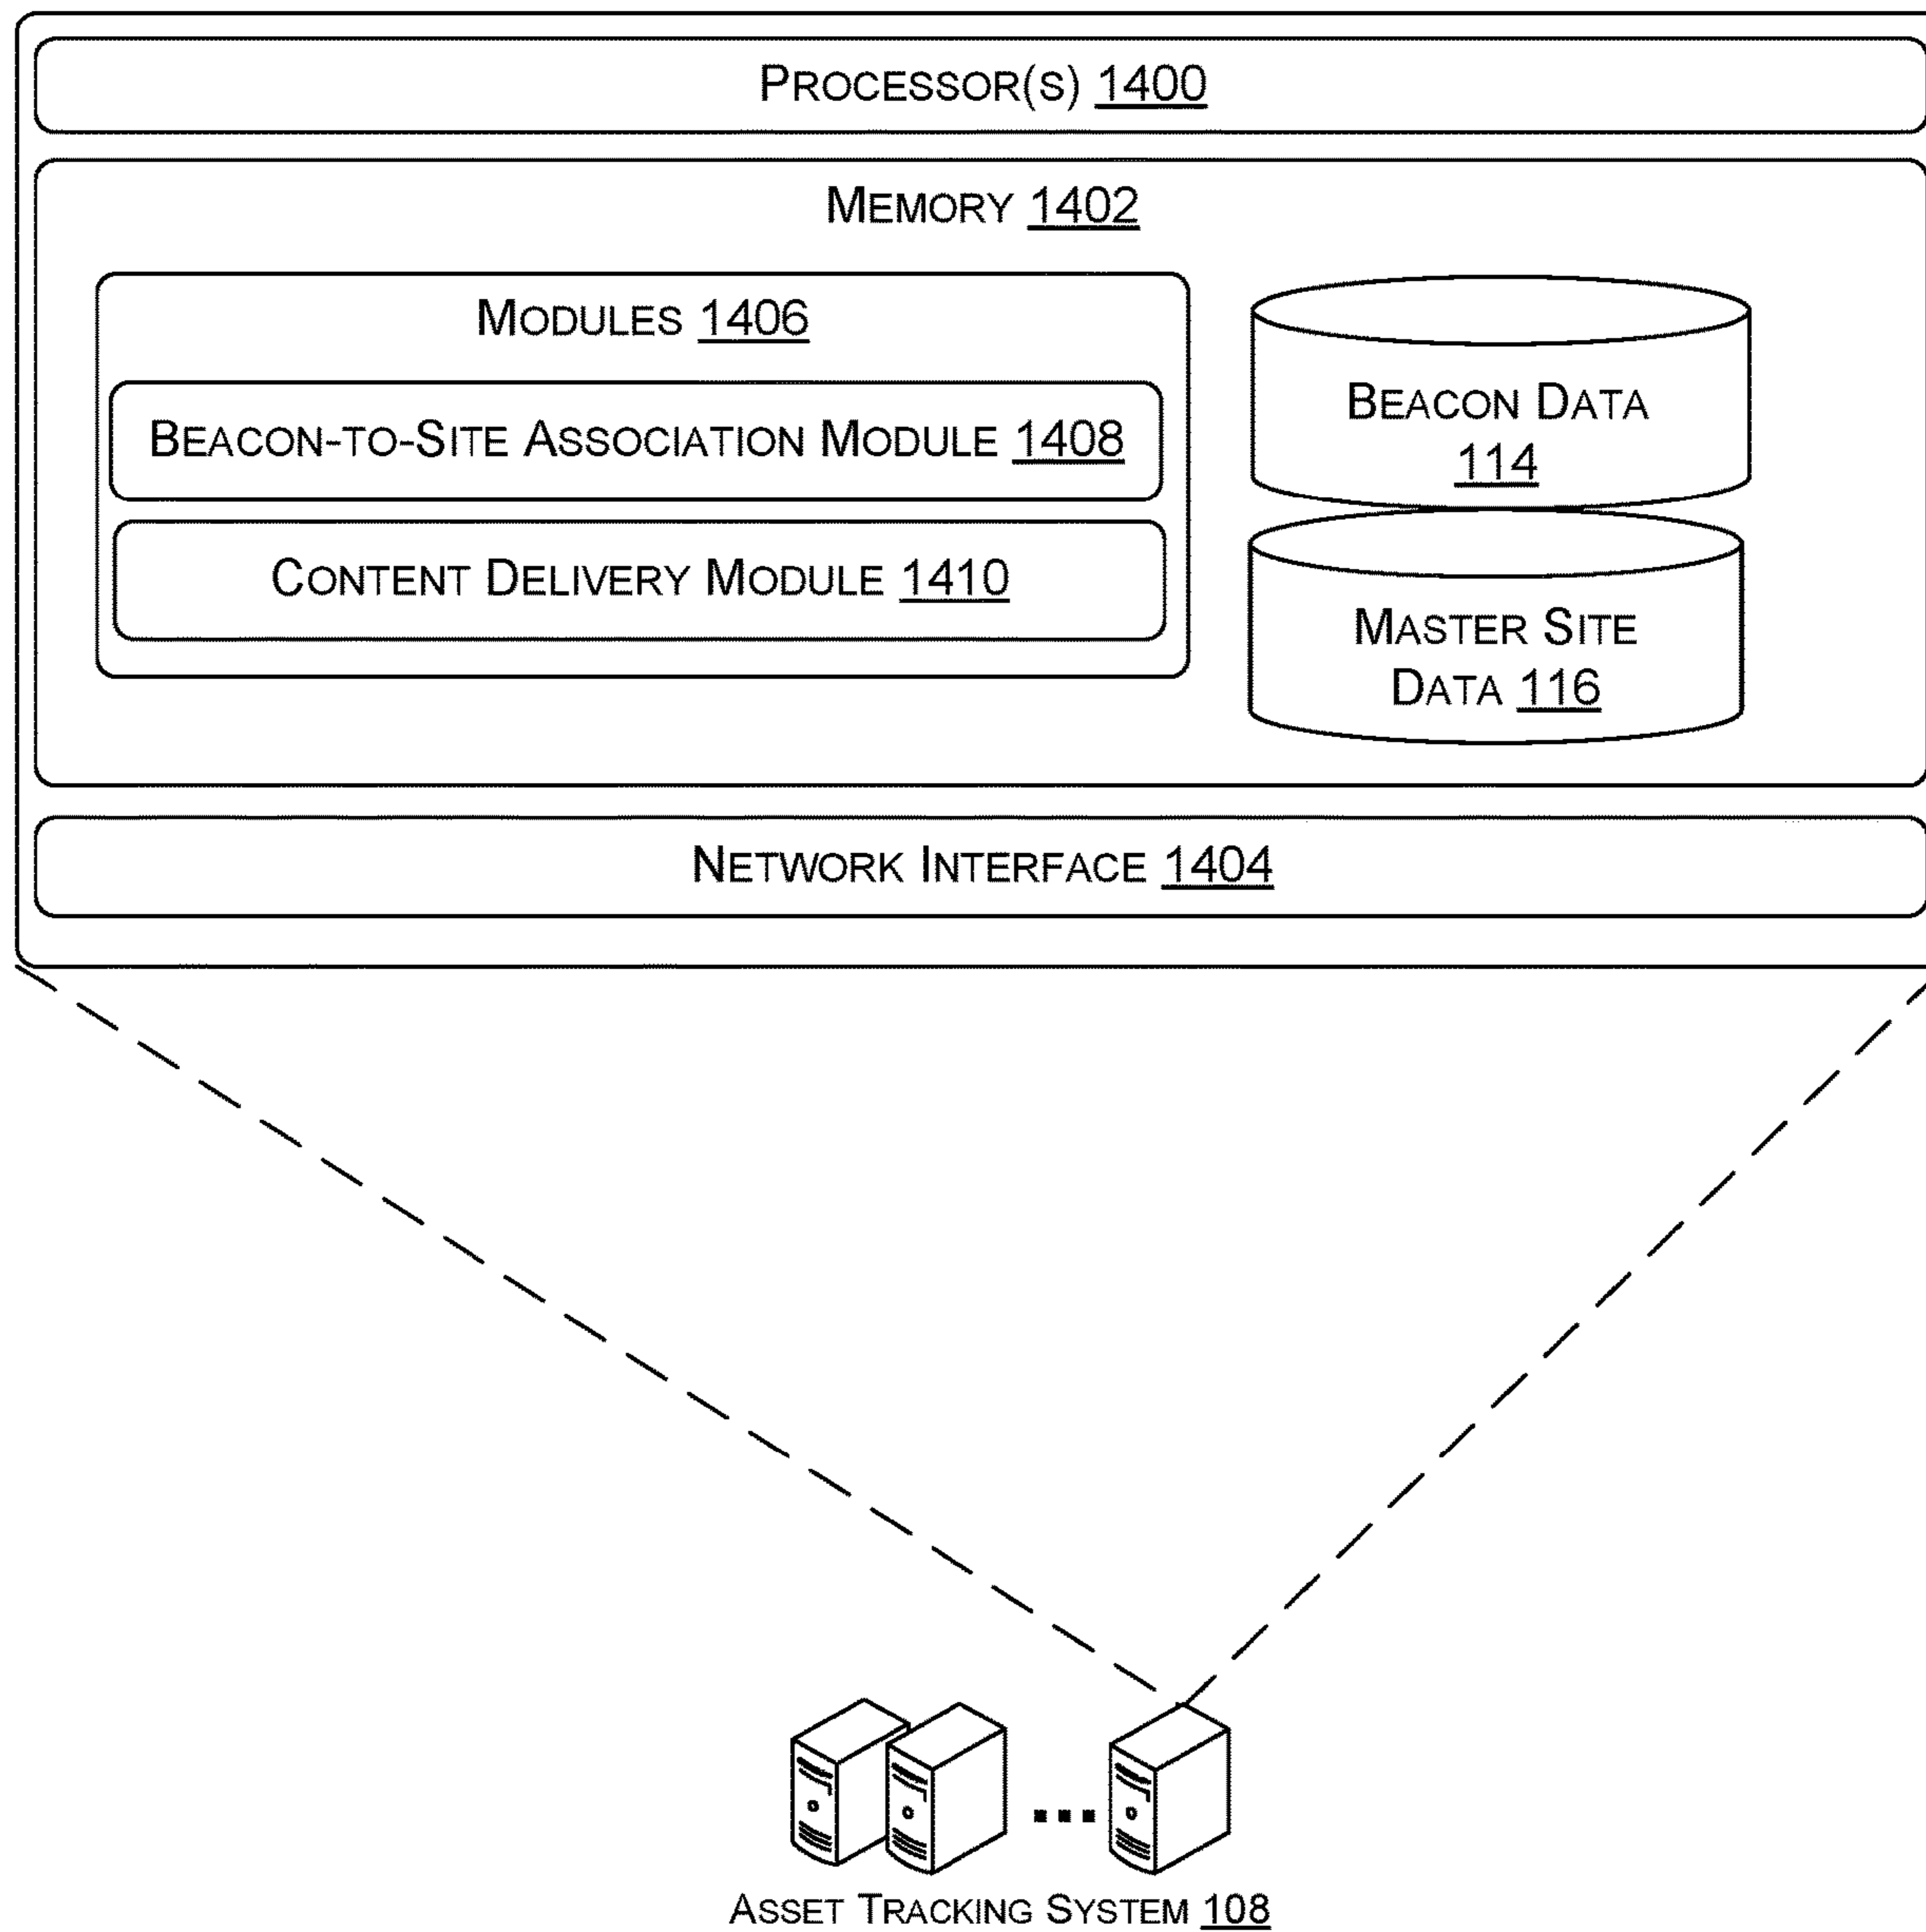 PROCESSOR(S) 1400
MEMORY 1402
MODULES 1406
BEACON-TO-SITE ASSOCIATION MODULE 1408
CONTENT DELIVERY MODULE 1410
BEACON DATA
114
MASTER SITE
DATA 116
NETWORK INTERFACE 1404
ASSET TRACKING SYSTEM 108